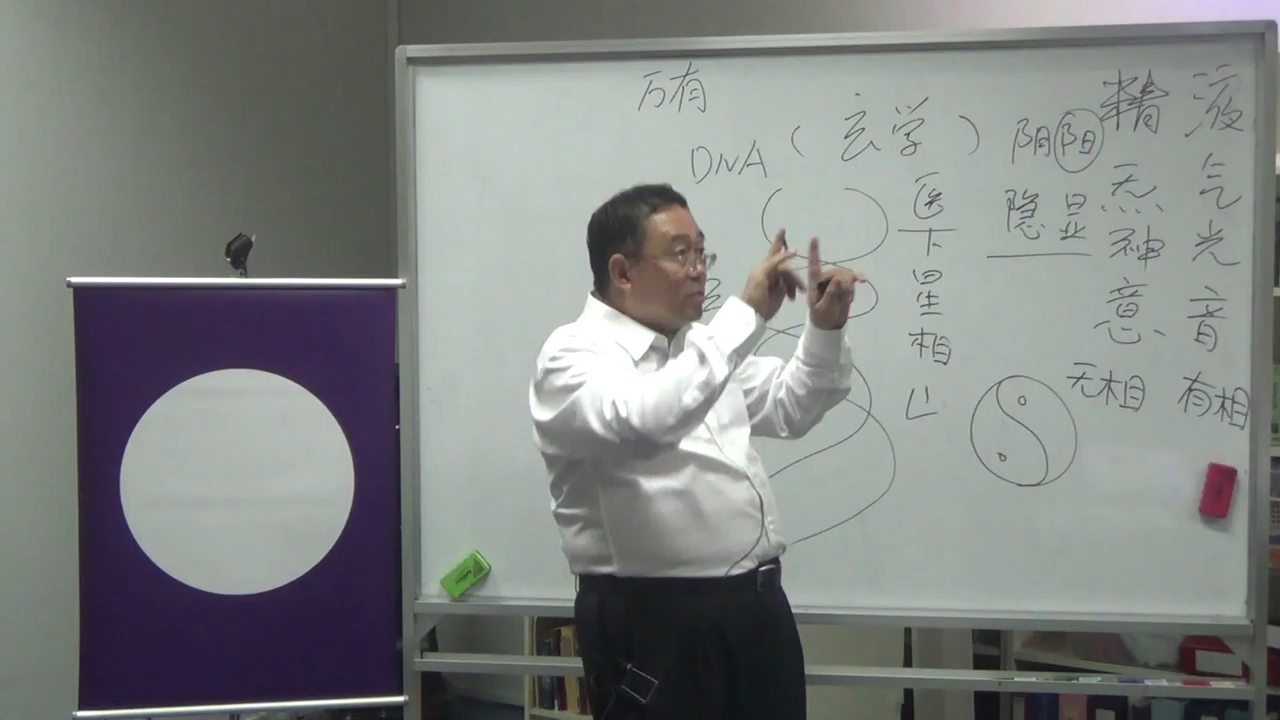 万有
DNA（玄学）阴阳
医
卜
星
相
山
隐显
精 液
炁 气
神 光
意 音
无相 有相